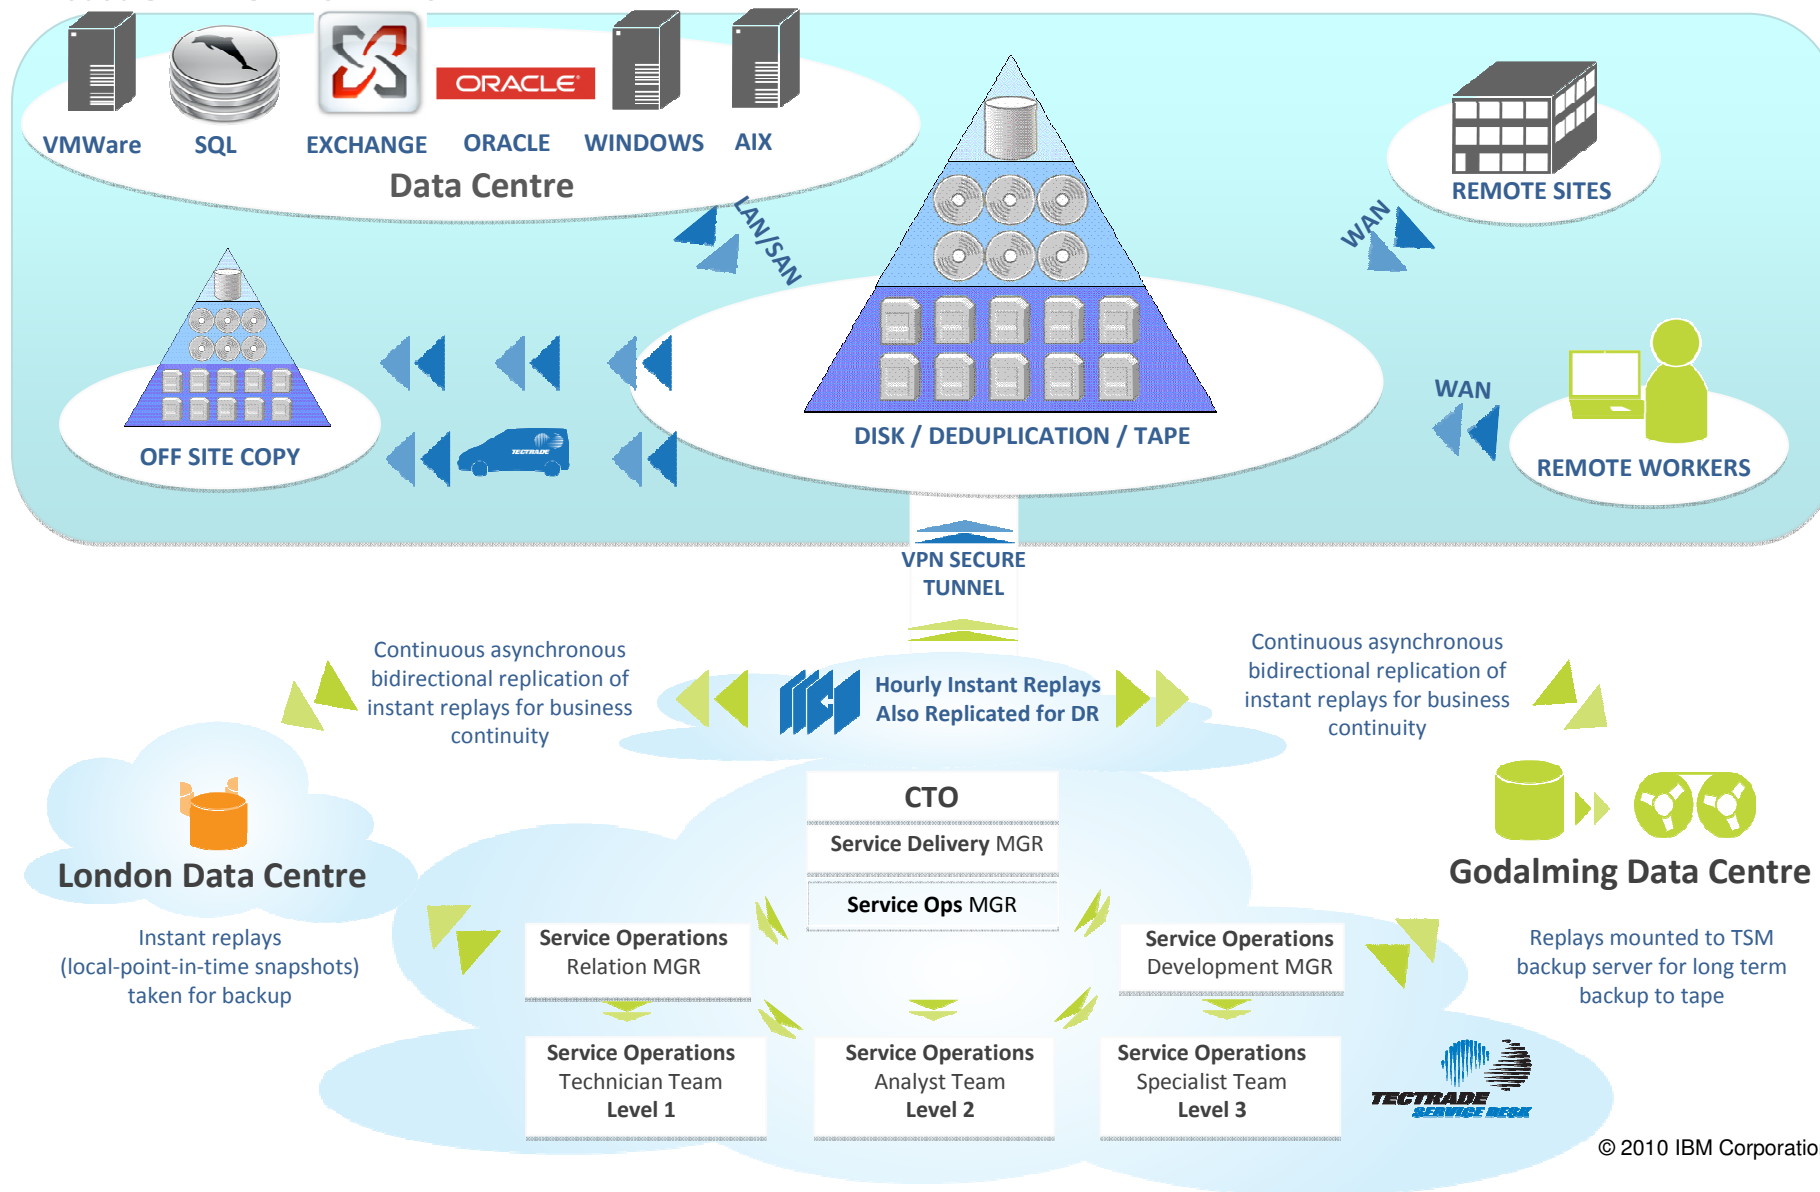 ORACLE
VMWare
SQL
EXCHANGE
ORACLE
WINDOWS
AIX
Data Centre
LAN/SAN
WAN
REMOTE SITES
OFF SITE COPY
TECTRADE
DISK / DEDUPLICATION / TAPE
WAN
REMOTE WORKERS
VPN SECURE
TUNNEL
Continuous asynchronous
bidirectional replication of
instant replays for business
continuity
Hourly Instant Replays
Also Replicated for DR
Continuous asynchronous
bidirectional replication of
instant replays for business
continuity
London Data Centre
Instant replays
(local-point-in-time snapshots)
taken for backup
CTO
Service Delivery MGR
Service Ops MGR
Service Operations
Relation MGR
Service Operations
Development MGR
Godalming Data Centre
Replays mounted to TSM
backup server for long term
backup to tape
Service Operations
Technician Team
Level 1
Service Operations
Analyst Team
Level 2
Service Operations
Specialist Team
Level 3
TECTRADE
SERVICE DESK
© 2010 IBM Corporatio